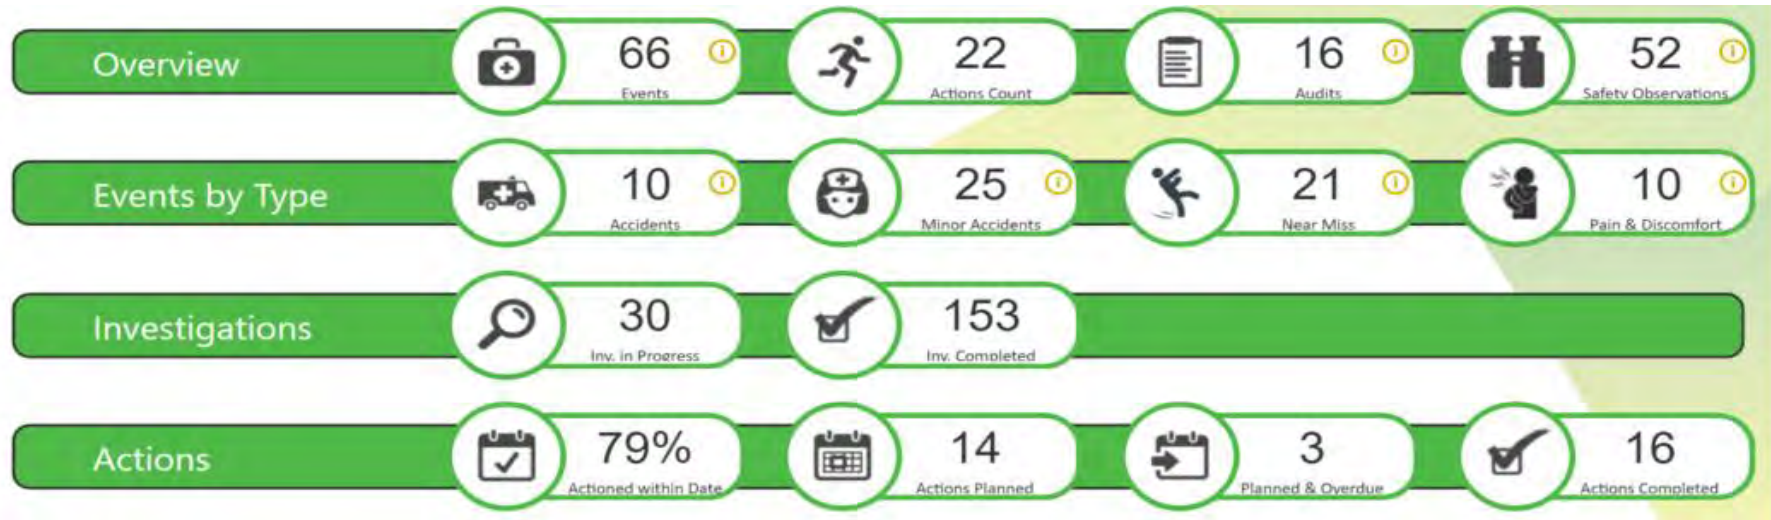 Overview
66
Events
22
Actions Count
16
Audits
52
Safety Observations
Events by Type
10
Accidents
25
Minor Accidents
21
Near Miss
10
Pain & Discomfort
Investigations
30
Inv. in Progress
153
Inv. Completed
Actions
79%
Actioned within Date
14
Actions Planned
3
Planned & Overdue
16
Actions Completed